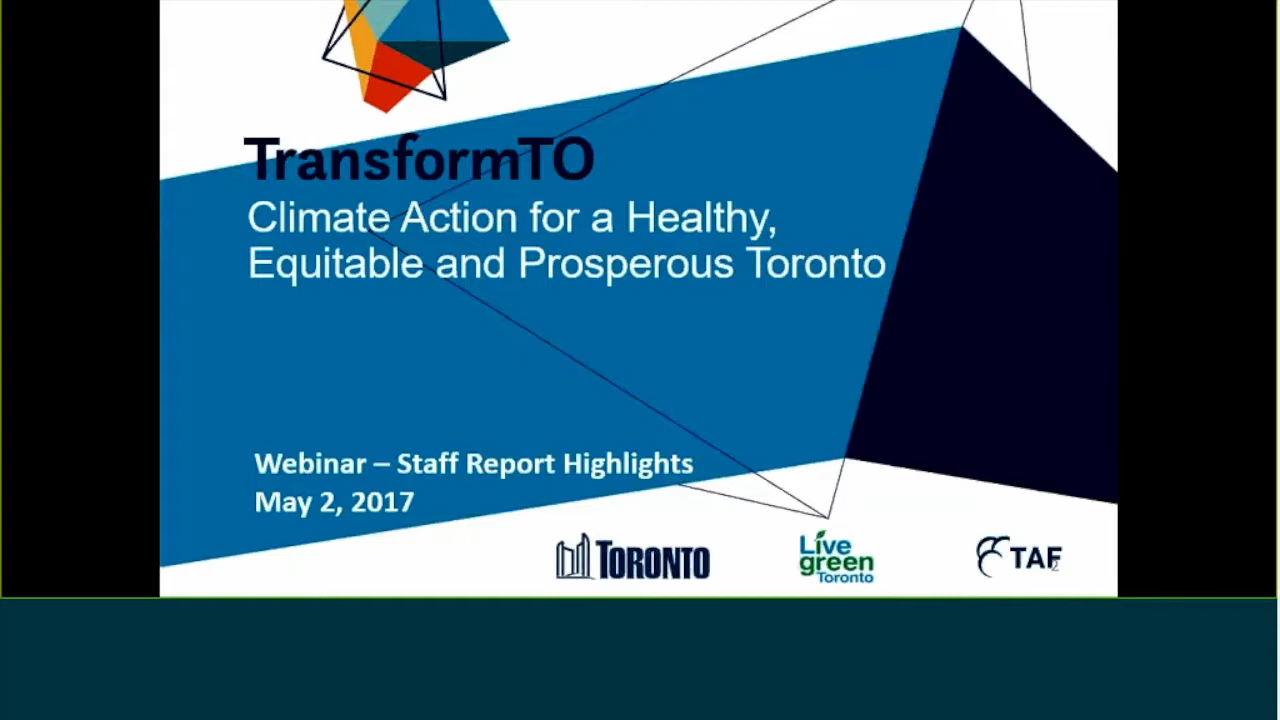 TransformTO
Climate Action for a Healthy,
Equitable and Prosperous Toronto
Webinar – Staff Report Highlights
May 2, 2017
TORONTO
Live
green
Toronto
TAF
2